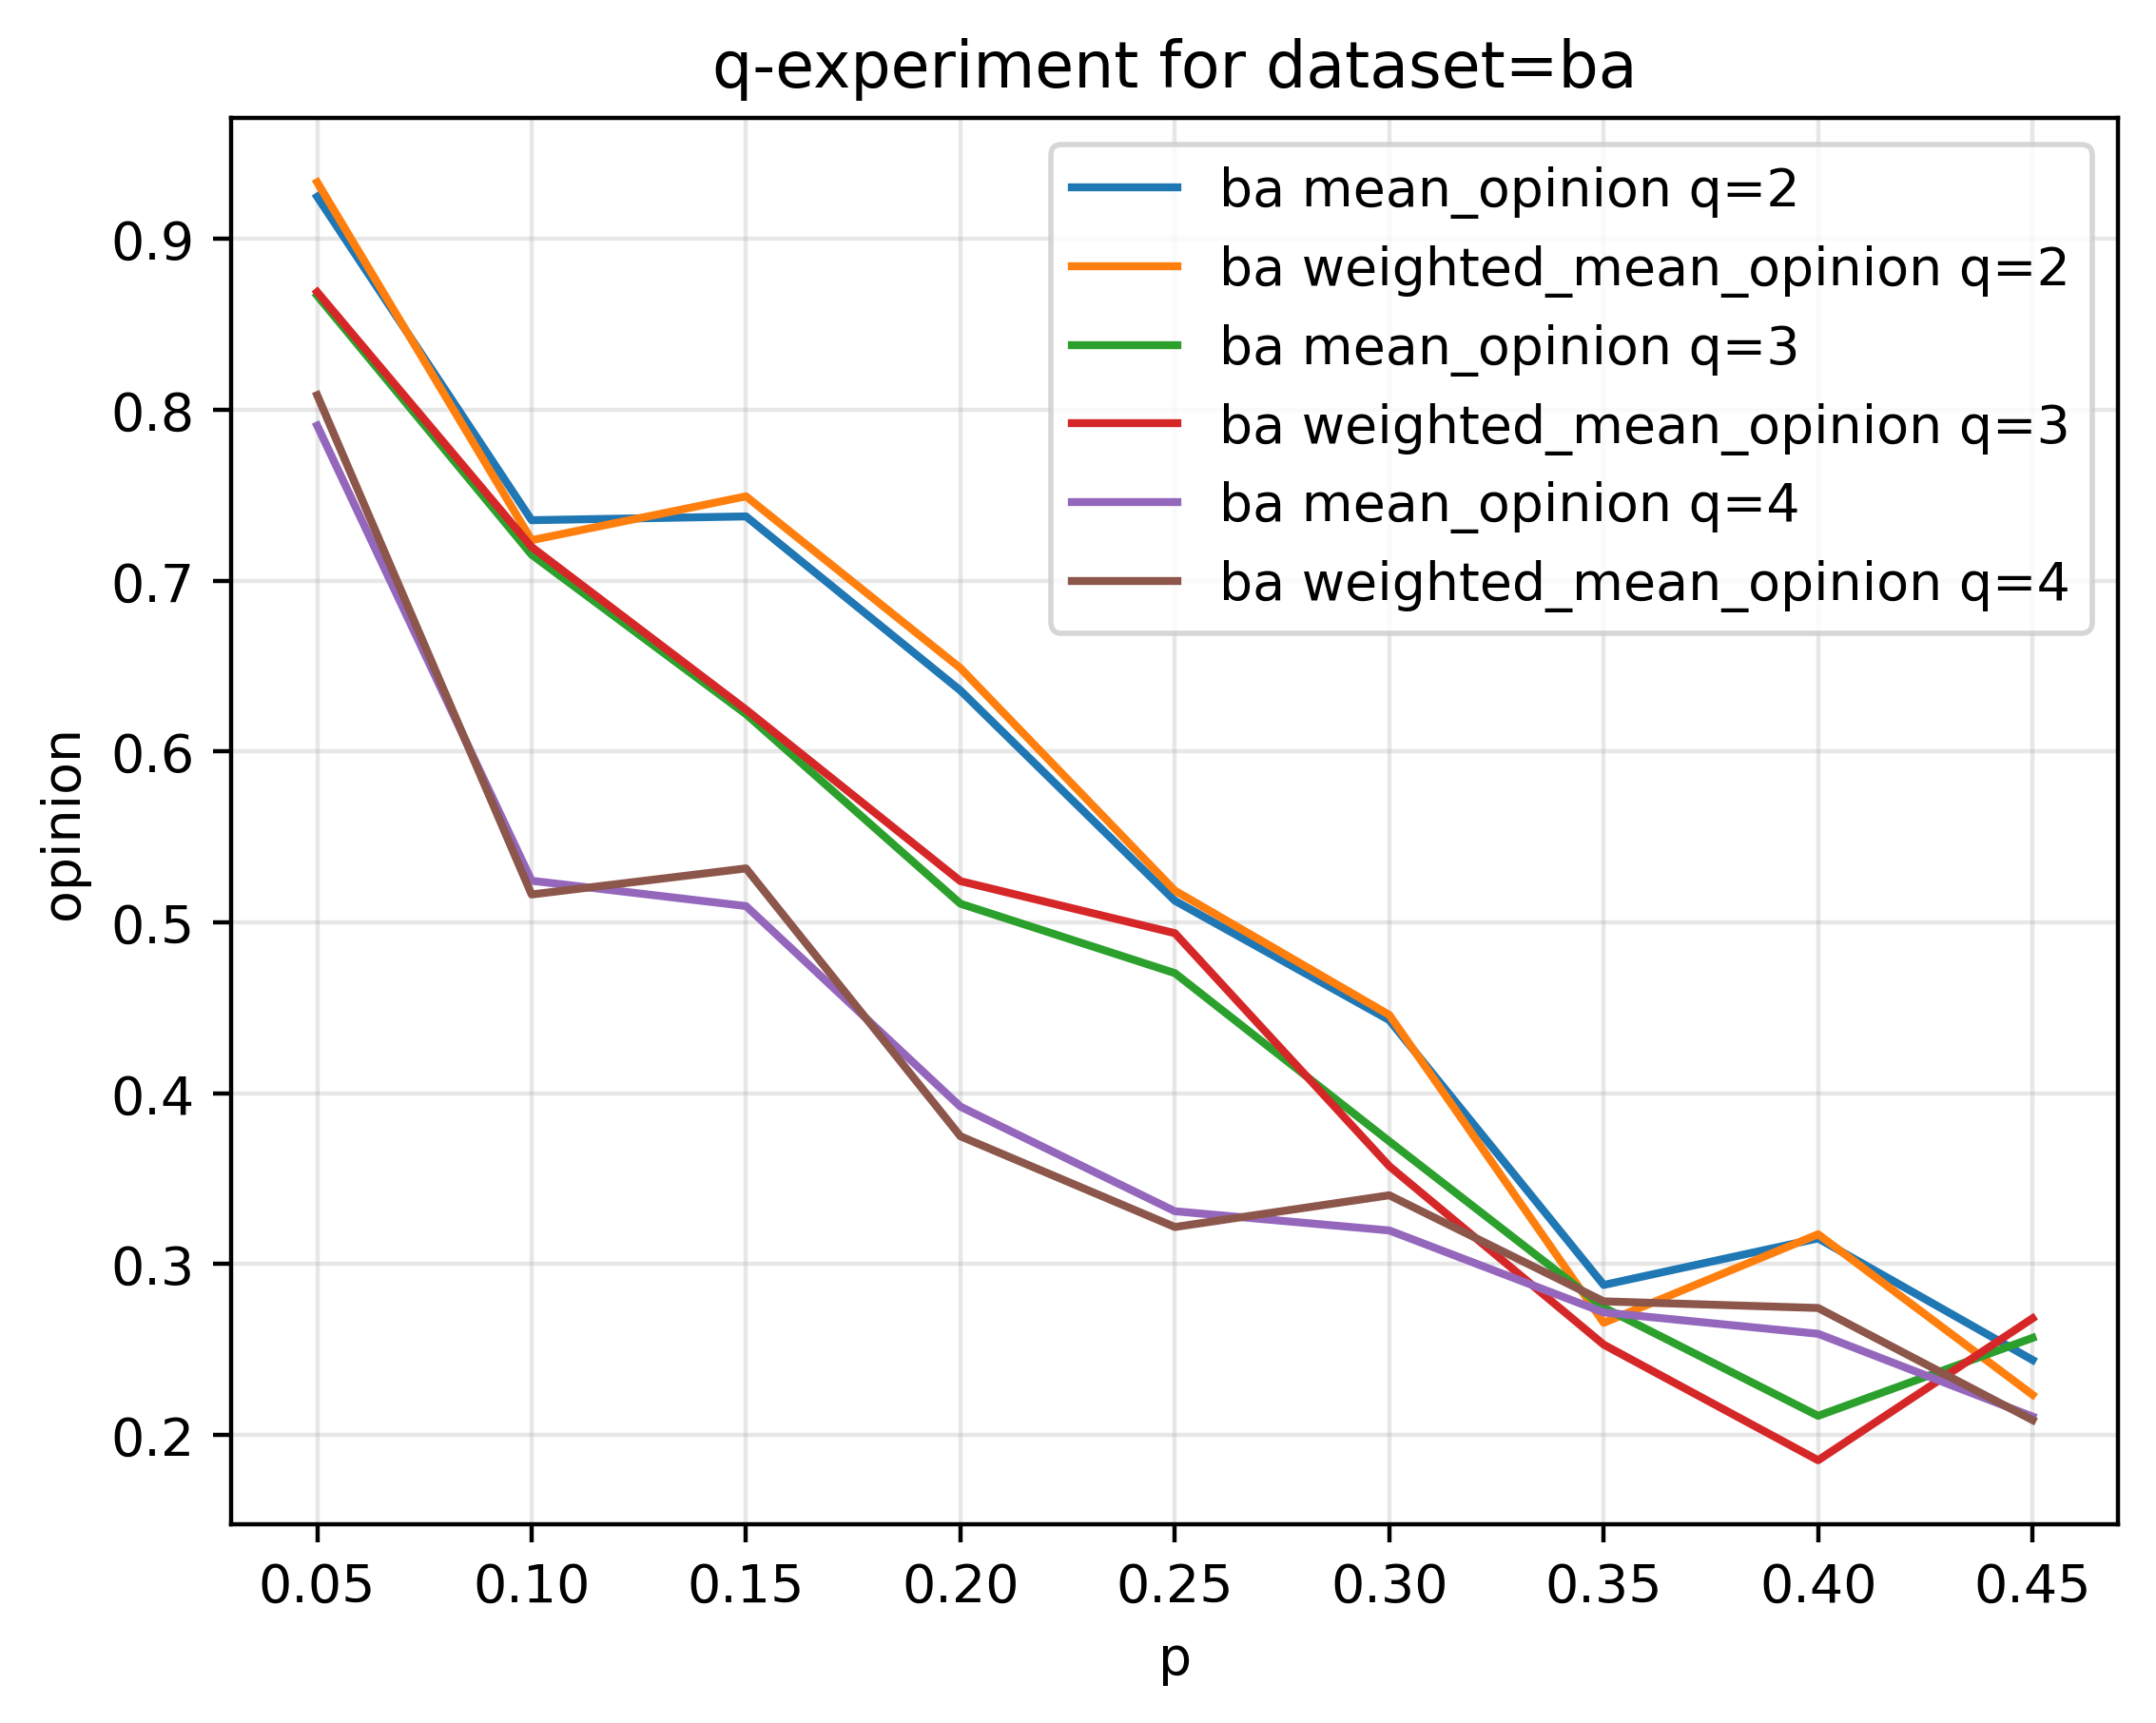 q-experiment for dataset=ba
ba mean_opinion q=2
ba weighted_mean_opinion q=2
ba mean_opinion q=3
ba weighted_mean_opinion q=3
ba mean_opinion q=4
ba weighted_mean_opinion q=4
opinion
0.9
0.8
0.7
0.6
0.5
0.4
0.3
0.2
0.05 0.10 0.15 0.20 0.25 0.30 0.35 0.40 0.45
p